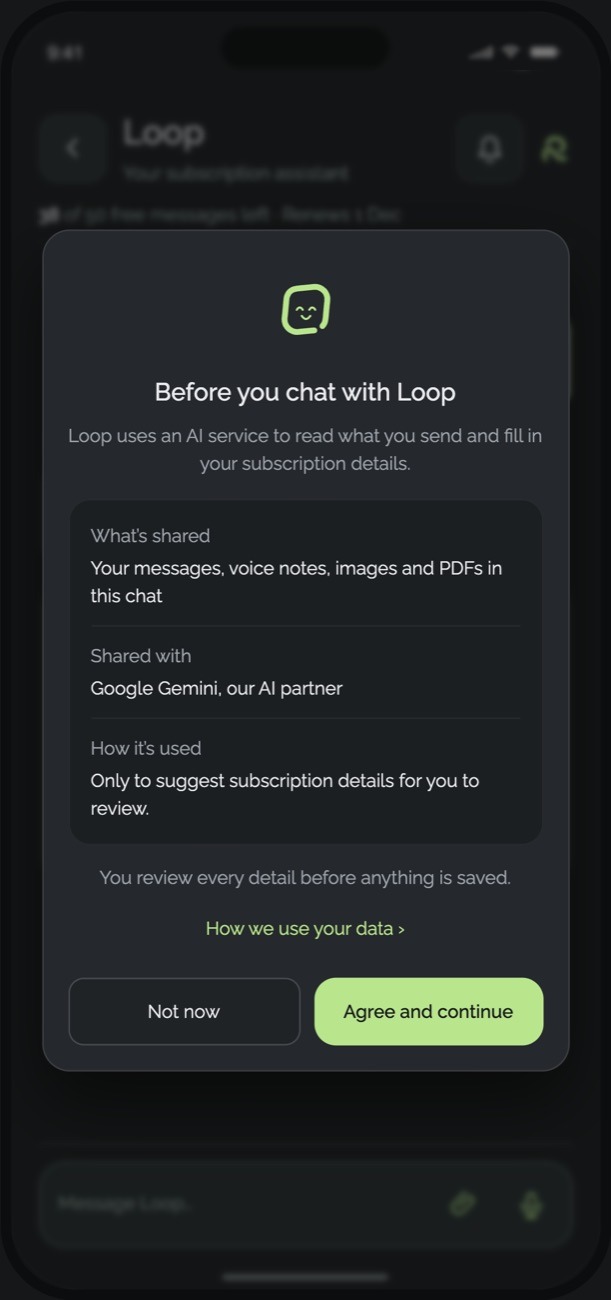 9:41
Loop
Your subscription assistant
38 of 50 free messages left · Renews 1 Dec
Before you chat with Loop
Loop uses an AI service to read what you send and fill in
your subscription details.
What's shared
Your messages, voice notes, images and PDFs in
this chat
Shared with
Google Gemini, our AI partner
How it's used
Only to suggest subscription details for you to
review.
You review every detail before anything is saved.
How we use your data ›
Not now
Agree and continue
Message Loop...